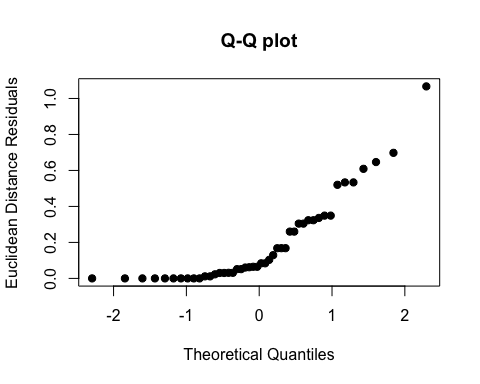 Q-Q plot
Euclidean Distance Residuals
1.0
0.8
0.6
0.4
0.2
0.0
-2 -1 0 1 2
Theoretical Quantiles